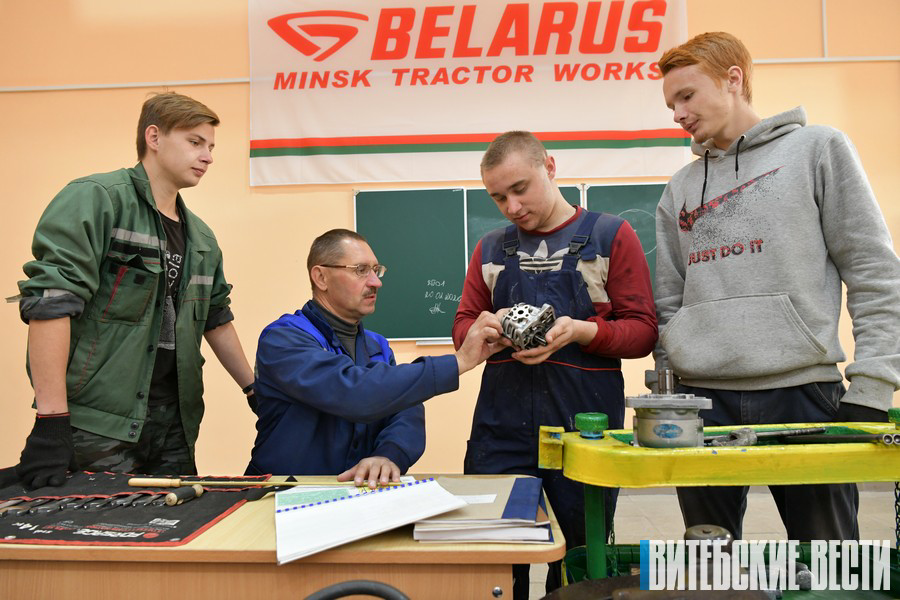 BELARUS
MINSK TRACTOR WORKS
JUST DO IT
ВИТЕБСКИЕ ВЕСТИ